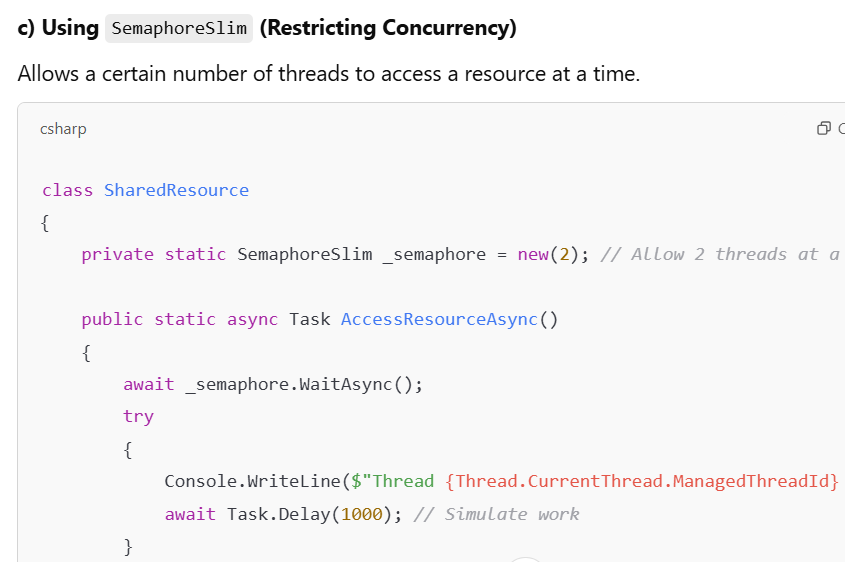 c) Using SemaphoreSlim (Restricting Concurrency)
Allows a certain number of threads to access a resource at a time.
csharp
class SharedResource
{
    private static SemaphoreSlim _semaphore = new(2); // Allow 2 threads at a
    public static async Task AccessResourceAsync()
    {
        await _semaphore.WaitAsync();
        try
        {
            Console.WriteLine($"Thread {Thread.CurrentThread.ManagedThreadId}
            await Task.Delay(1000); // Simulate work
        }